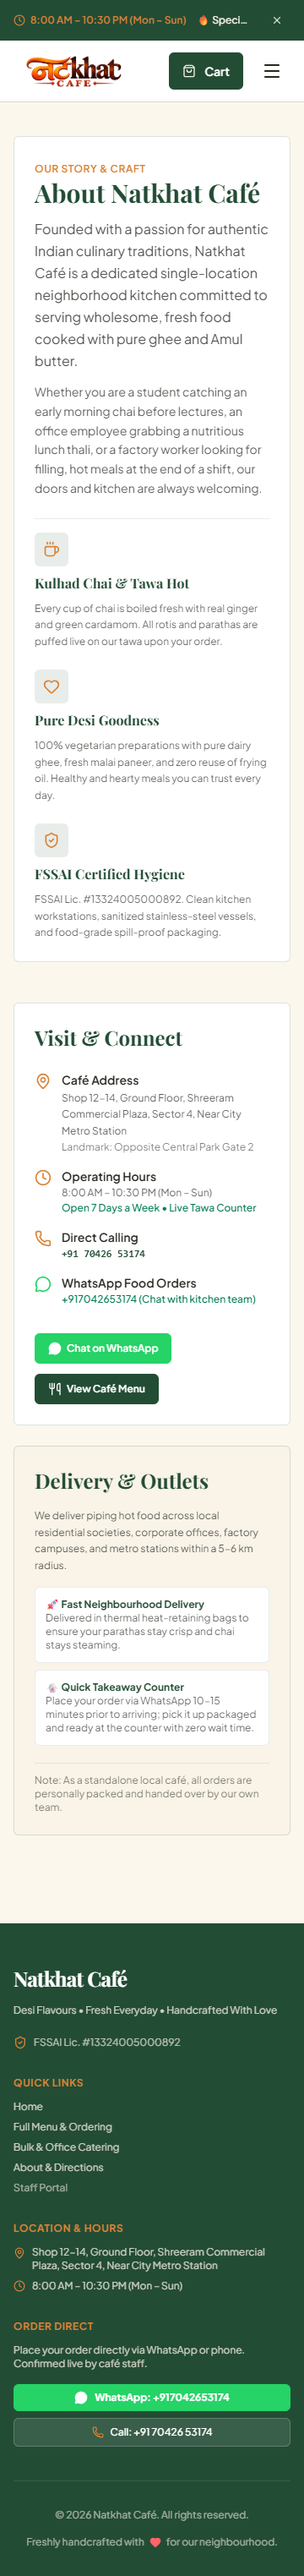 8:00 AM – 10:30 PM (Mon – Sun) 🔥 Speci...
Natkhat
CAFE
Cart
OUR STORY & CRAFT
About Natkhat Café
Founded with a passion for authentic
Indian culinary traditions, Natkhat
Café is a dedicated single-location
neighborhood kitchen committed to
serving wholesome, fresh food
cooked with pure ghee and Amul
butter.
Whether you are a student catching an
early morning chai before lectures, an
office employee grabbing a nutritious
lunch thali, or a factory worker looking for
filling, hot meals at the end of a shift, our
doors and kitchen are always welcoming.
Kulhad Chai & Tawa Hot
Every cup of chai is boiled fresh with real ginger
and green cardamom. All rotis and parathas are
puffed live on our tawa upon your order.
Pure Desi Goodness
100% vegetarian preparations with pure dairy
ghee, fresh malai paneer, and zero reuse of frying
oil. Healthy and hearty meals you can trust every
day.
FSSAI Certified Hygiene
FSSAI Lic. #13324005000892. Clean kitchen
workstations, sanitized stainless-steel vessels,
and food-grade spill-proof packaging.
Visit & Connect
Café Address
Shop 12–14, Ground Floor, Shreeram
Commercial Plaza, Sector 4, Near City
Metro Station
Landmark: Opposite Central Park Gate 2
Operating Hours
8:00 AM – 10:30 PM (Mon – Sun)
Open 7 Days a Week • Live Tawa Counter
Direct Calling
+91 70426 53174
WhatsApp Food Orders
+917042653174 (Chat with kitchen team)
Chat on WhatsApp
View Café Menu
Delivery & Outlets
We deliver piping hot food across local
residential societies, corporate offices, factory
campuses, and metro stations within a 5–6 km
radius.
🚀 Fast Neighbourhood Delivery
Delivered in thermal heat-retaining bags to
ensure your parathas stay crisp and chai
stays steaming.
Quick Takeaway Counter
Place your order via WhatsApp 10–15
minutes prior to arriving; pick it up packaged
and ready at the counter with zero wait time.
Note: As a standalone local café, all orders are
personally packed and handed over by our own
team.
Natkhat Café
Desi Flavours • Fresh Everyday • Handcrafted With Love
FSSAI Lic. #13324005000892
QUICK LINKS
Home
Full Menu & Ordering
Bulk & Office Catering
About & Directions
Staff Portal
LOCATION & HOURS
Shop 12–14, Ground Floor, Shreeram Commercial
Plaza, Sector 4, Near City Metro Station
8:00 AM – 10:30 PM (Mon – Sun)
ORDER DIRECT
Place your order directly via WhatsApp or phone.
Confirmed live by café staff.
WhatsApp: +917042653174
Call: +91 70426 53174
© 2026 Natkhat Café. All rights reserved.
Freshly handcrafted with ❤️ for our neighbourhood.